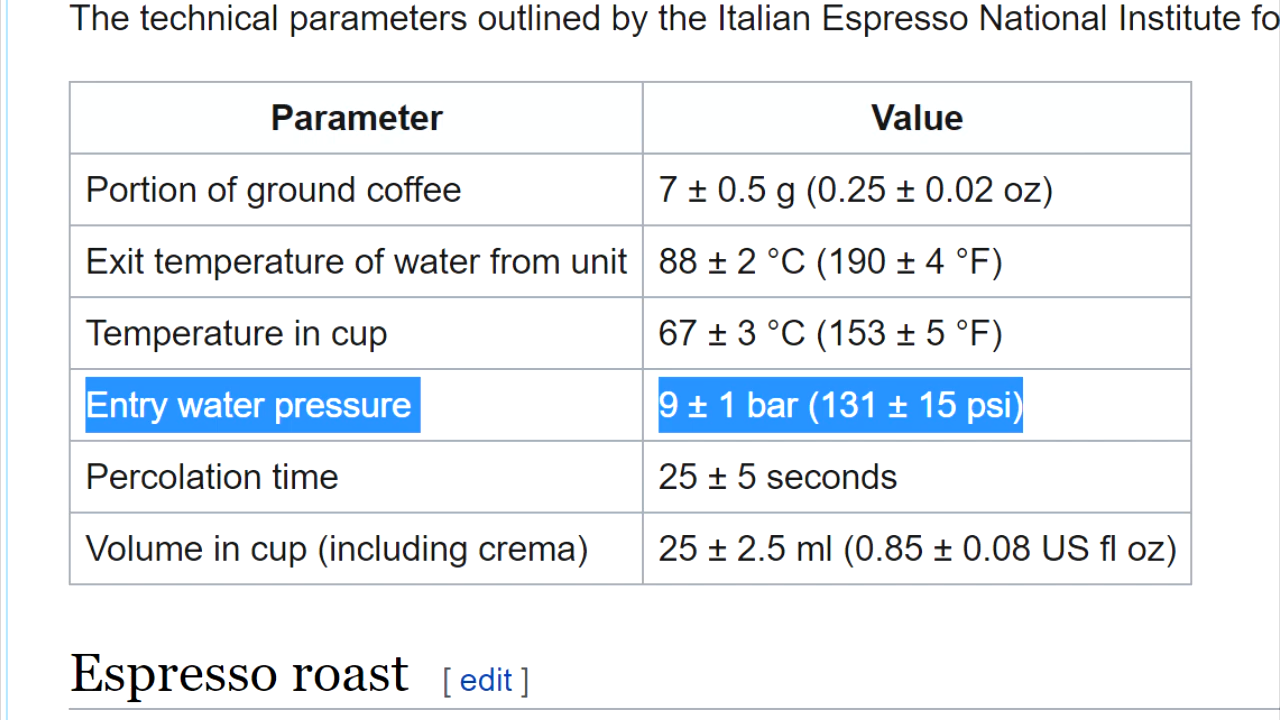 The technical parameters outlined by the Italian Espresso National Institute fo
Parameter Value
Portion of ground coffee 7 ± 0.5 g (0.25 ± 0.02 oz)
Exit temperature of water from unit 88 ± 2 °C (190 ± 4 °F)
Temperature in cup 67 ± 3 °C (153 ± 5 °F)
Entry water pressure 9 ± 1 bar (131 ± 15 psi)
Percolation time 25 ± 5 seconds
Volume in cup (including crema) 25 ± 2.5 ml (0.85 ± 0.08 US fl oz)
Espresso roast [ edit ]